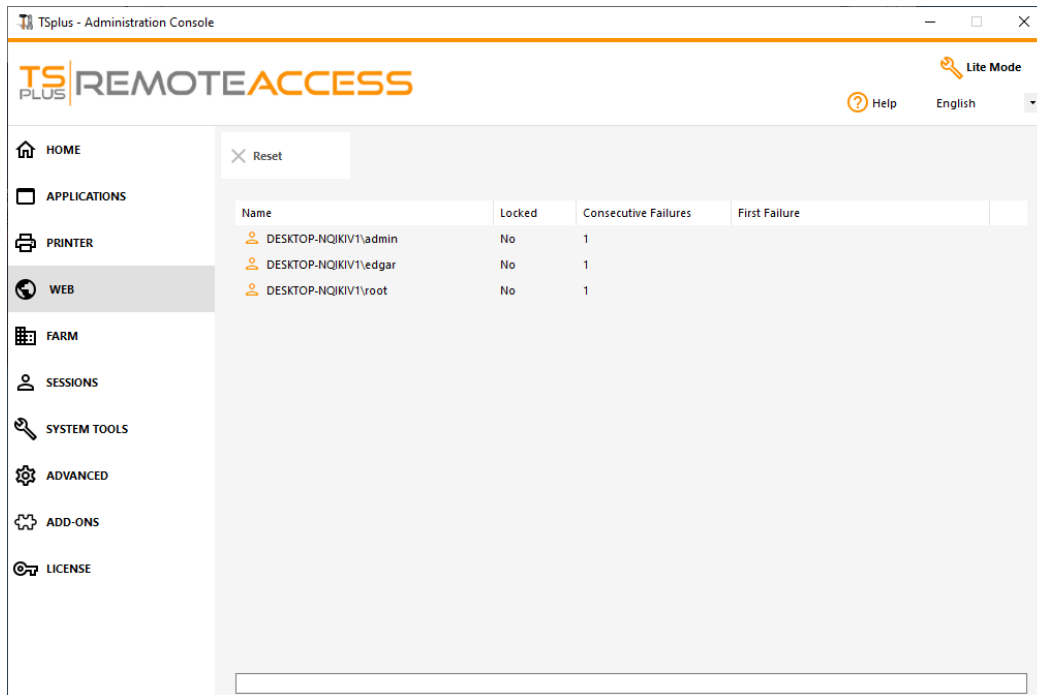 TSplus - Administration Console
TS PLUS REMOTEACCESS
Lite Mode
Help English
HOME
APPLICATIONS
PRINTER
WEB
FARM
SESSIONS
SYSTEM TOOLS
ADVANCED
ADD-ONS
LICENSE
Reset
Name Locked Consecutive Failures First Failure
DESKTOP-NQIKIV1\admin No 1
DESKTOP-NQIKIV1\edgar No 1
DESKTOP-NQIKIV1\root No 1